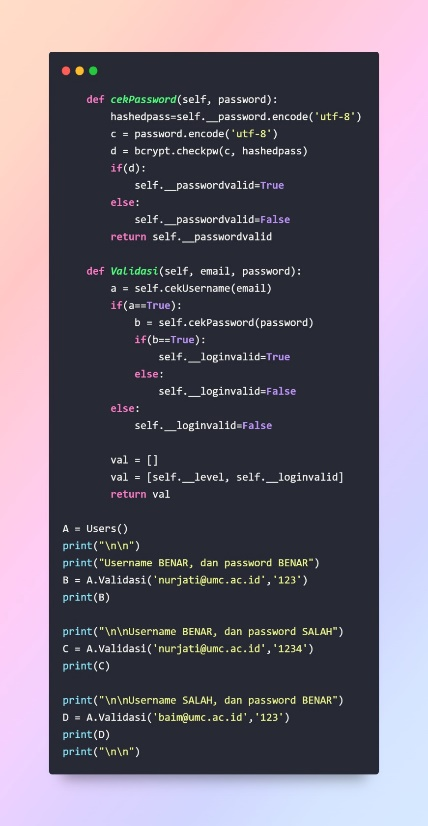 def cekPassword(self, password):
hashedpass=self.__password.encode('utf-8')
c = password.encode('utf-8')
d = bcrypt.checkpw(c, hashedpass)
if(d):
self.__passwordvalid=True
else:
self.__passwordvalid=False
return self.__passwordvalid
def Validasi(self, email, password):
a = self.cekUsername(email)
if(a==True):
b = self.cekPassword(password)
if(b==True):
self.__loginvalid=True
else:
self.__loginvalid=False
else:
self.__loginvalid=False
val = []
val = [self.__level, self.__loginvalid]
return val
A = Users()
print("\n\n")
print("Username BENAR, dan password BENAR")
B = A.Validasi('nurjati@umc.ac.id','123')
print(B)
print("\n\nUsername BENAR, dan password SALAH")
C = A.Validasi('nurjati@umc.ac.id','1234')
print(C)
print("\n\nUsername SALAH, dan password BENAR")
D = A.Validasi('baim@umc.ac.id','123')
print(D)
print("\n\n")